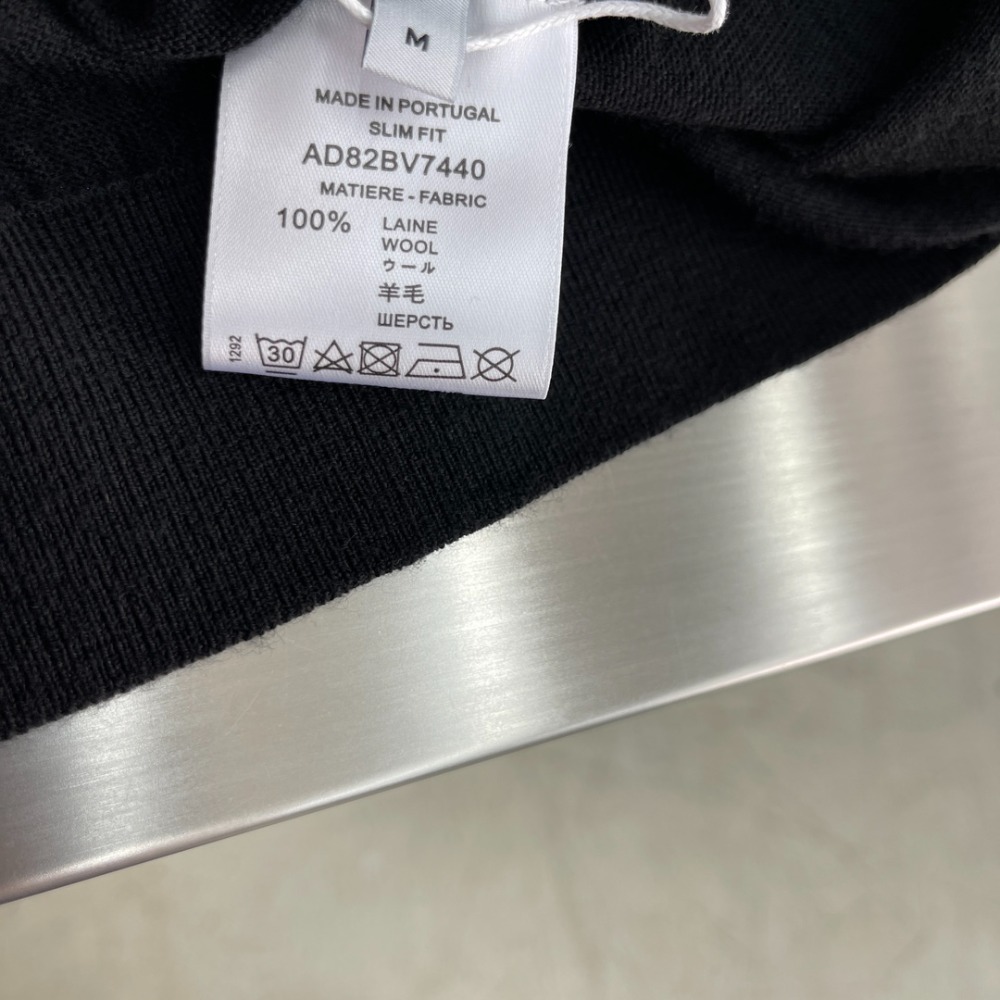 M
MADE IN PORTUGAL
SLIM FIT
AD82BV7440
MATIERE - FABRIC
100% LAINE
WOOL
ウール
羊毛
ШЕРСТЬ
1292
30